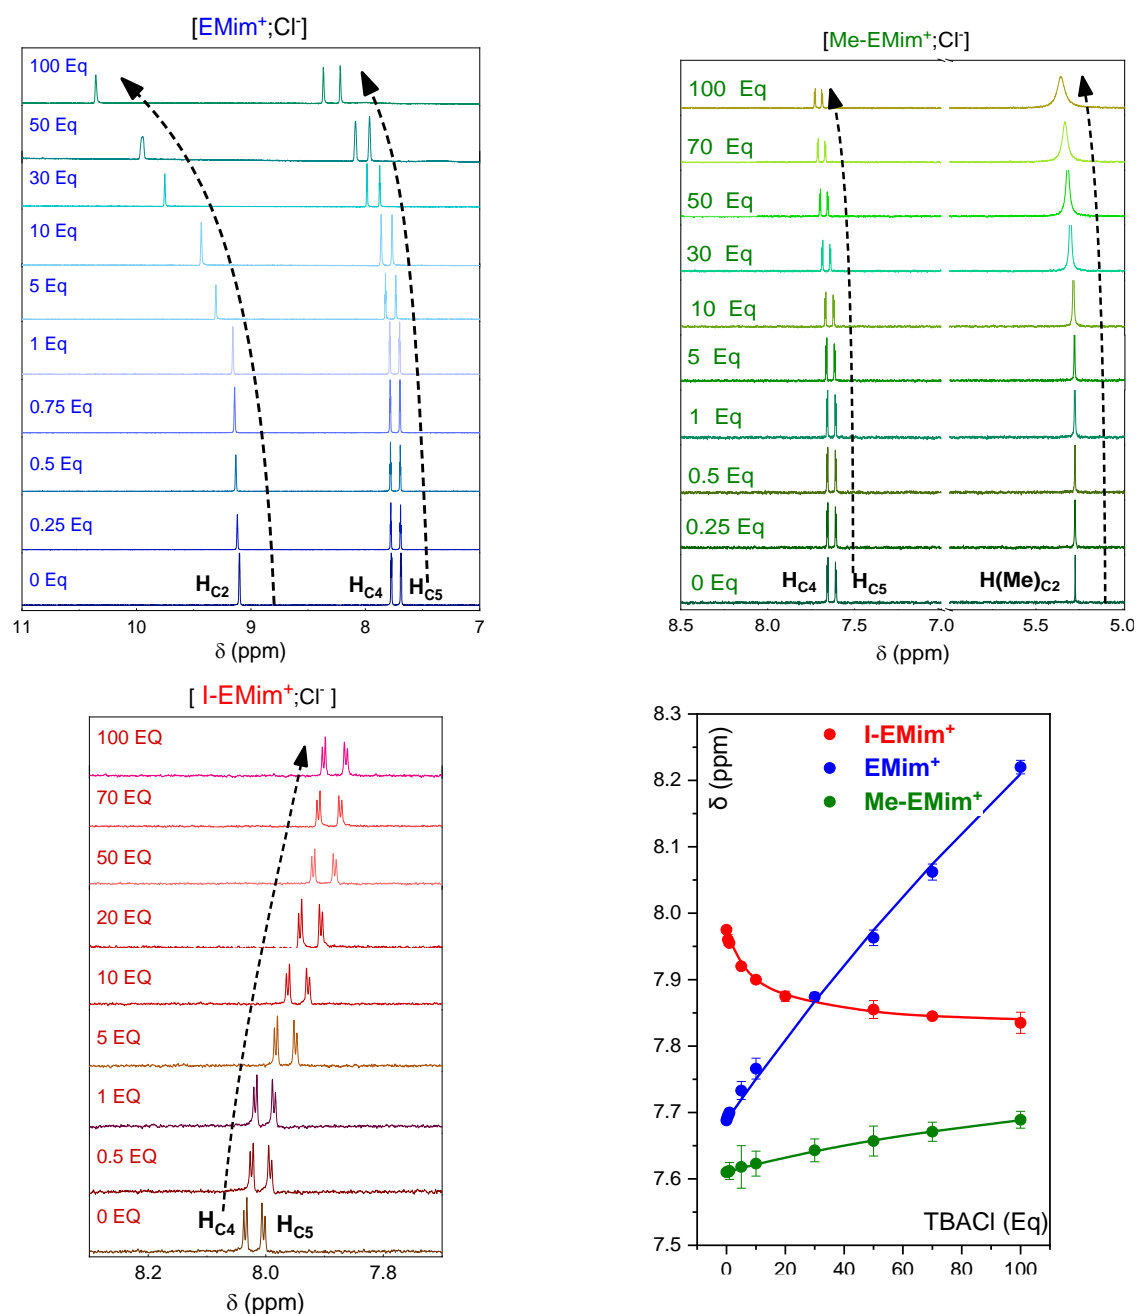 [EMim⁺;Cl⁻]
100 Eq
50 Eq
30 Eq
10 Eq
5 Eq
1 Eq
0.75 Eq
0.5 Eq
0.25 Eq
0 Eq
H_C2
H_C4
H_C5
11 10 9 8 7
δ (ppm)
[Me-EMim⁺;Cl⁻]
100 Eq
70 Eq
50 Eq
30 Eq
10 Eq
5 Eq
1 Eq
0.5 Eq
0.25 Eq
0 Eq
H_C4
H_C5
H(Me)_C2
8.5 8.0 7.5 7.0 5.5 5.0
δ (ppm)
[ I-EMim⁺;Cl⁻ ]
100 EQ
70 EQ
50 EQ
20 EQ
10 EQ
5 EQ
1 EQ
0.5 EQ
0 EQ
H_C4
H_C5
8.2 8.0 7.8
δ (ppm)
8.3
8.2
8.1
8.0
7.9
7.8
7.7
7.6
7.5
δ (ppm)
I-EMim⁺
EMim⁺
Me-EMim⁺
TBACl (Eq)
0 20 40 60 80 100